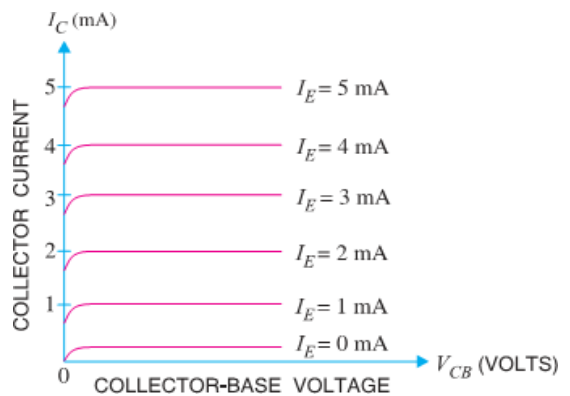 I_C (mA)
5
I_E = 5 mA
4
I_E = 4 mA
3
I_E = 3 mA
2
I_E = 2 mA
1
I_E = 1 mA
I_E = 0 mA
0
V_CB (VOLTS)
COLLECTOR CURRENT
COLLECTOR-BASE VOLTAGE